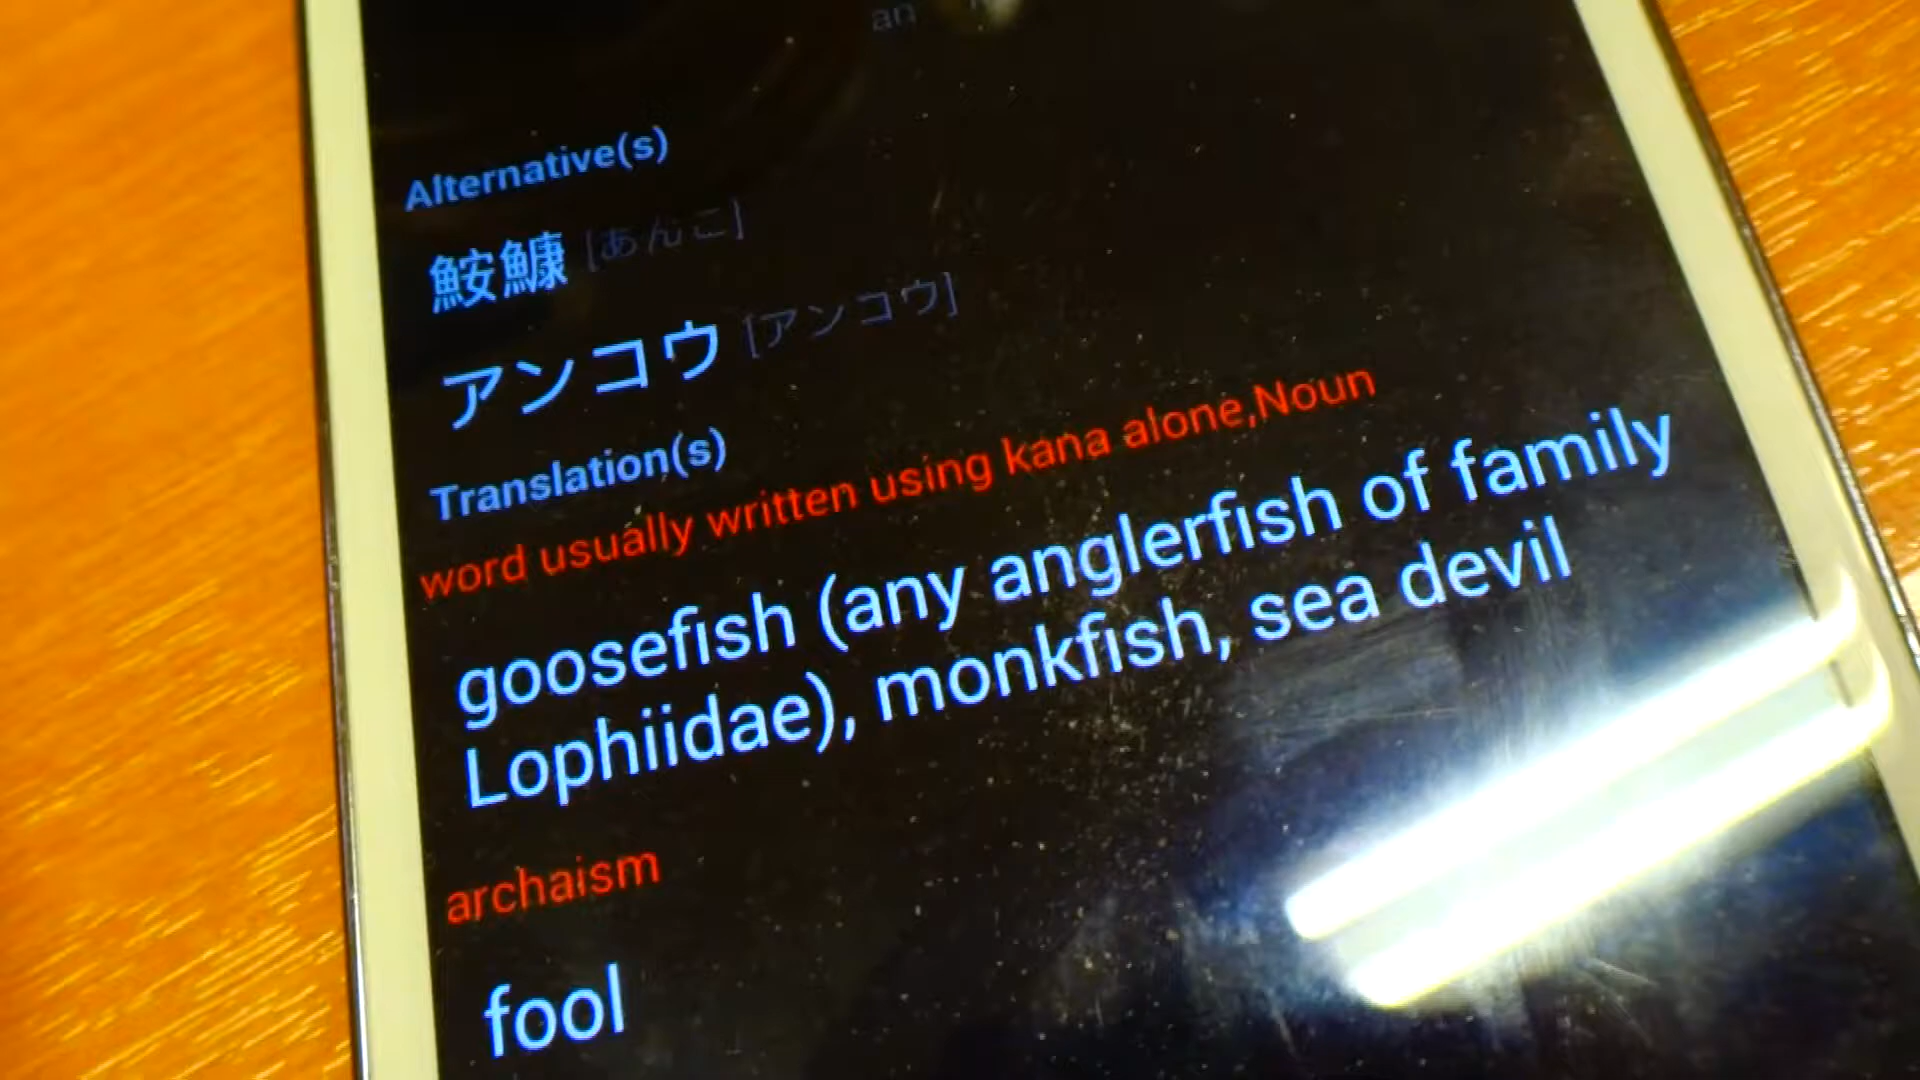 an
Alternative(s)
鮟鱇 [あんこ]
アンコウ [アンコウ]
Translation(s)
word usually written using kana alone,Noun
goosefish (any anglerfish of family
Lophiidae), monkfish, sea devil
archaism
fool